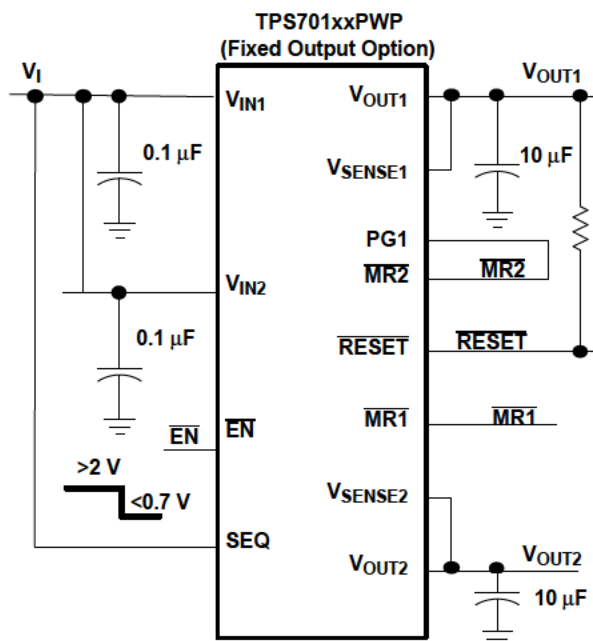 TPS701xxPWP
(Fixed Output Option)
VI
VIN1
VOUT1
VOUT1
0.1 µF
10 µF
VSENSE1
PG1
MR2
MR2
VIN2
0.1 µF
RESET
RESET
EN
EN
MR1
MR1
>2 V
<0.7 V
VSENSE2
SEQ
VOUT2
VOUT2
10 µF